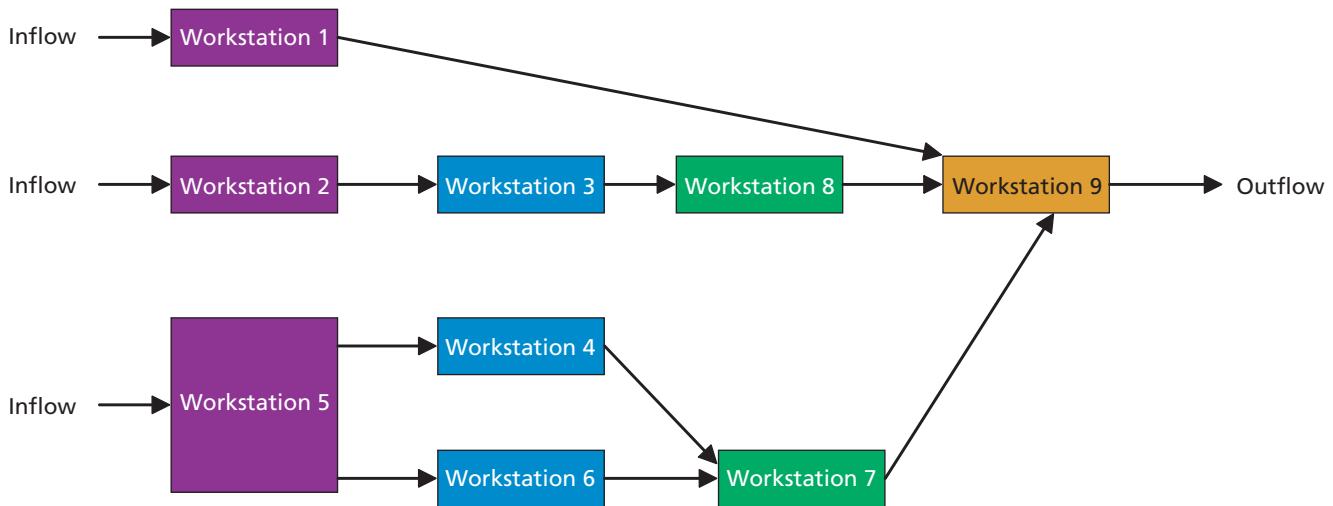 Inflow
Workstation 1
Inflow
Workstation 2
Workstation 3
Workstation 8
Workstation 9
Outflow
Inflow
Workstation 5
Workstation 4
Workstation 6
Workstation 7